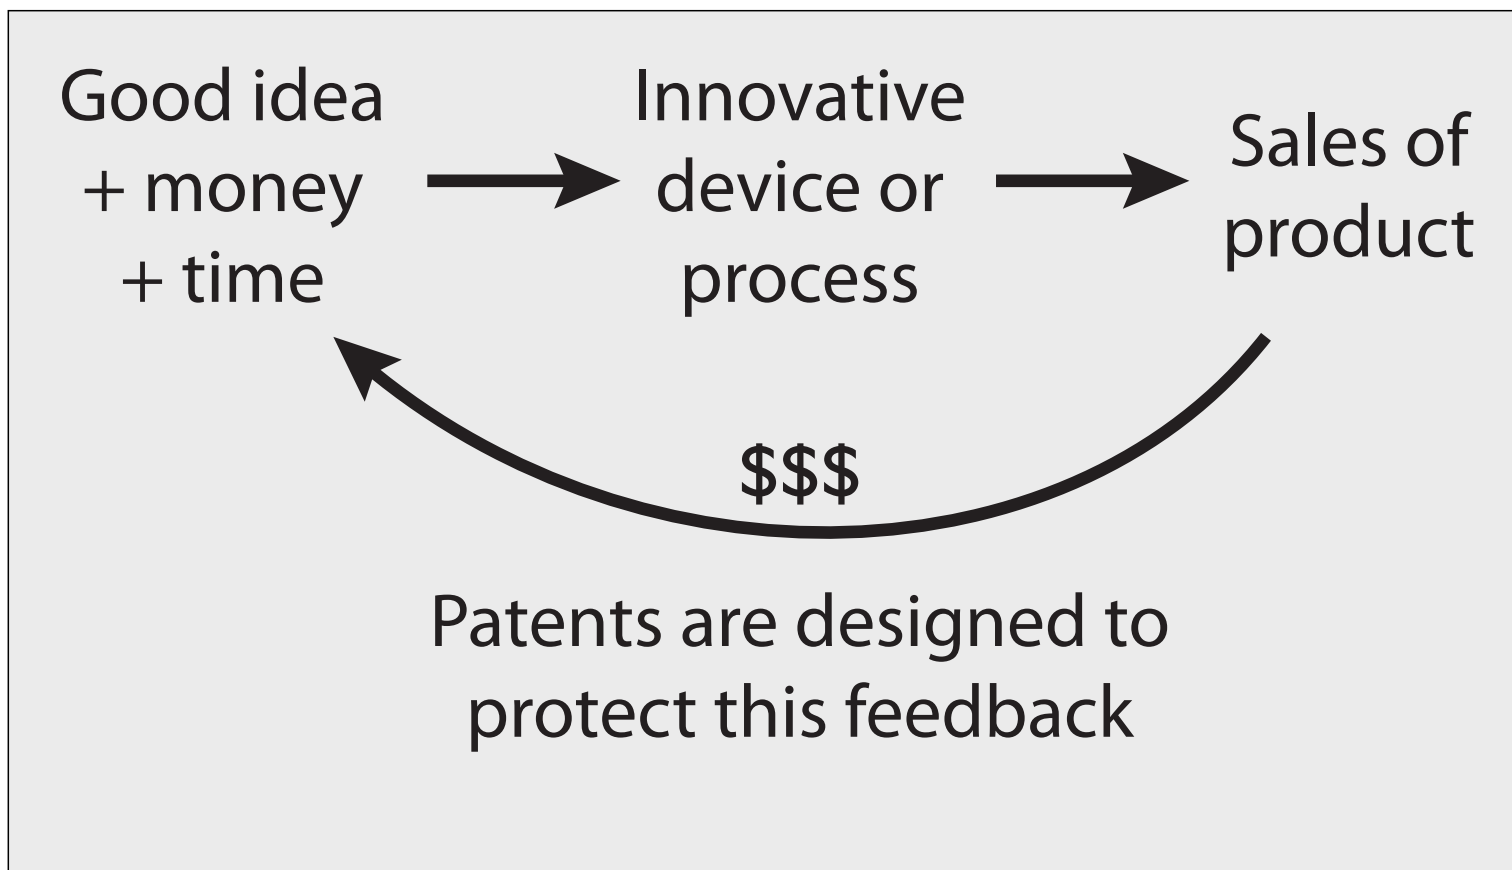 Good idea
+ money
+ time
Innovative
device or
process
Sales of
product
$$$
Patents are designed to
protect this feedback